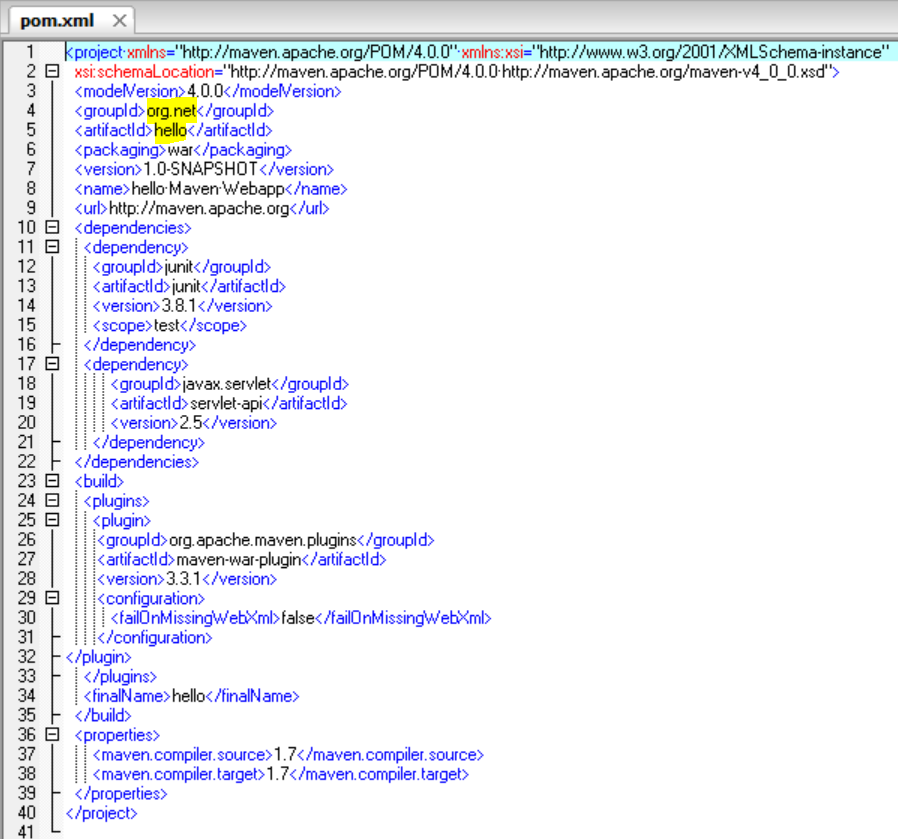 pom.xml ×
1 <project xmlns="http://maven.apache.org/POM/4.0.0" xmlns:xsi="http://www.w3.org/2001/XMLSchema-instance"
2 xsi:schemaLocation="http://maven.apache.org/POM/4.0.0 http://maven.apache.org/maven-v4_0_0.xsd">
3 <modelVersion>4.0.0</modelVersion>
4 <groupId>org.net</groupId>
5 <artifactId>hello</artifactId>
6 <packaging>war</packaging>
7 <version>1.0-SNAPSHOT</version>
8 <name>hello Maven Webapp</name>
9 <url>http://maven.apache.org</url>
10 <dependencies>
11 <dependency>
12 <groupId>junit</groupId>
13 <artifactId>junit</artifactId>
14 <version>3.8.1</version>
15 <scope>test</scope>
16 </dependency>
17 <dependency>
18 <groupId>javax.servlet</groupId>
19 <artifactId>servlet-api</artifactId>
20 <version>2.5</version>
21 </dependency>
22 </dependencies>
23 <build>
24 <plugins>
25 <plugin>
26 <groupId>org.apache.maven.plugins</groupId>
27 <artifactId>maven-war-plugin</artifactId>
28 <version>3.3.1</version>
29 <configuration>
30 <failOnMissingWebXml>false</failOnMissingWebXml>
31 </configuration>
32 </plugin>
33 </plugins>
34 <finalName>hello</finalName>
35 </build>
36 <properties>
37 <maven.compiler.source>1.7</maven.compiler.source>
38 <maven.compiler.target>1.7</maven.compiler.target>
39 </properties>
40 </project>
41